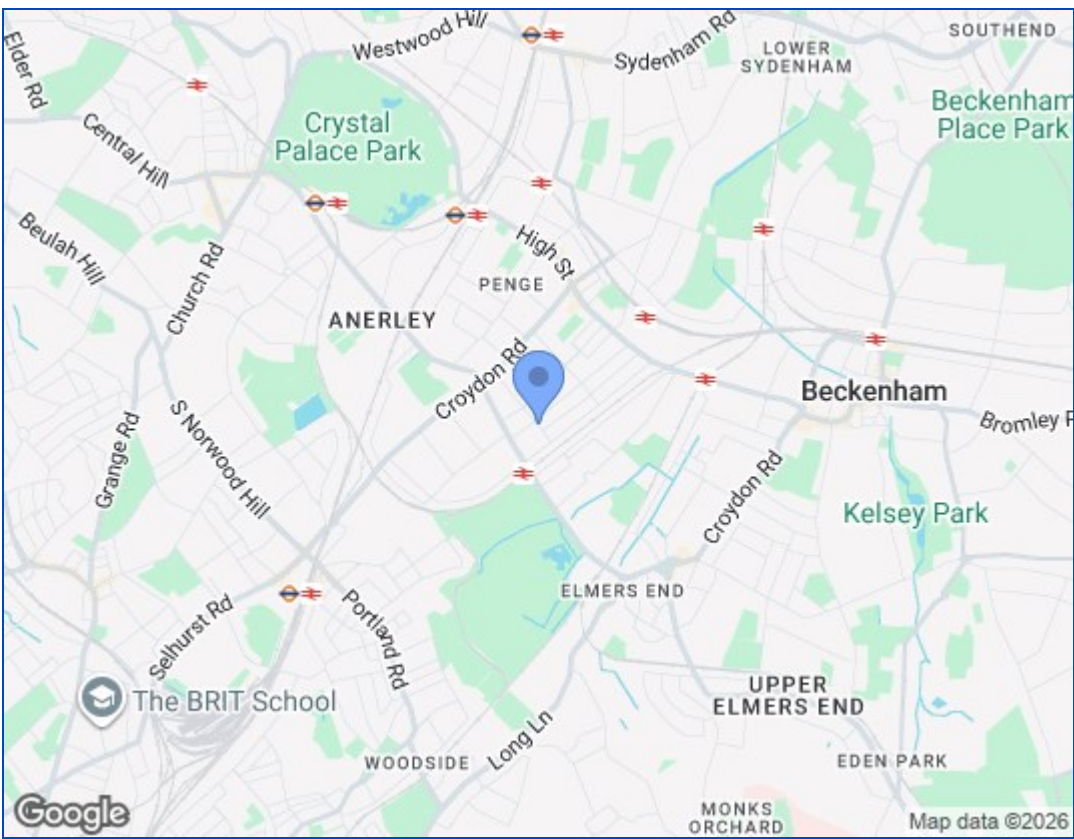 Westwood Hill
Sydenham Rd
SOUTHEND
LOWER
SYDENHAM
Elder Rd
Central Hill
Crystal
Palace Park
Beckenham
Place Park
Beulah Hill
Church Rd
High St
PENGE
ANERLEY
Croydon Rd
Beckenham
Bromley
Grange Rd
S Norwood Hill
Croydon Rd
Kelsey Park
ELMERS END
Selhurst Rd
Portland Rd
The BRIT School
UPPER
ELMERS END
Long Ln
WOODSIDE
EDEN PARK
MONKS
ORCHARD
Google
Map data ©2026